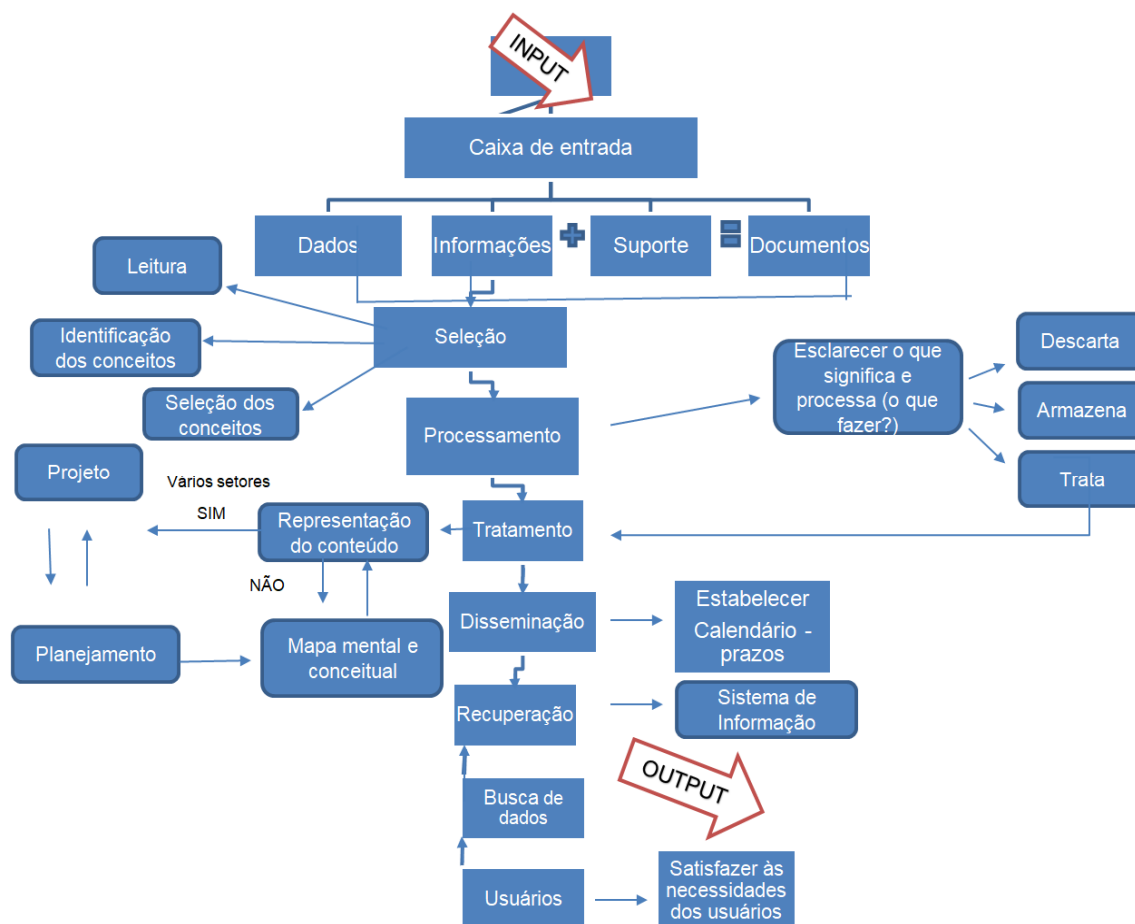 INPUT
Caixa de entrada
Dados
Informações
Suporte
Documentos
Leitura
Seleção
Identificação
dos conceitos
Seleção dos
conceitos
Esclarecer o que
significa e
processa (o que
fazer?)
Descarta
Armazena
Trata
Processamento
Projeto
Vários setores
SIM
Representação
do conteúdo
Tratamento
NÃO
Planejamento
Mapa mental e
conceitual
Disseminação
Estabelecer
Calendário -
prazos
Recuperação
Sistema de
Informação
OUTPUT
Busca de
dados
Usuários
Satisfazer às
necessidades
dos usuários